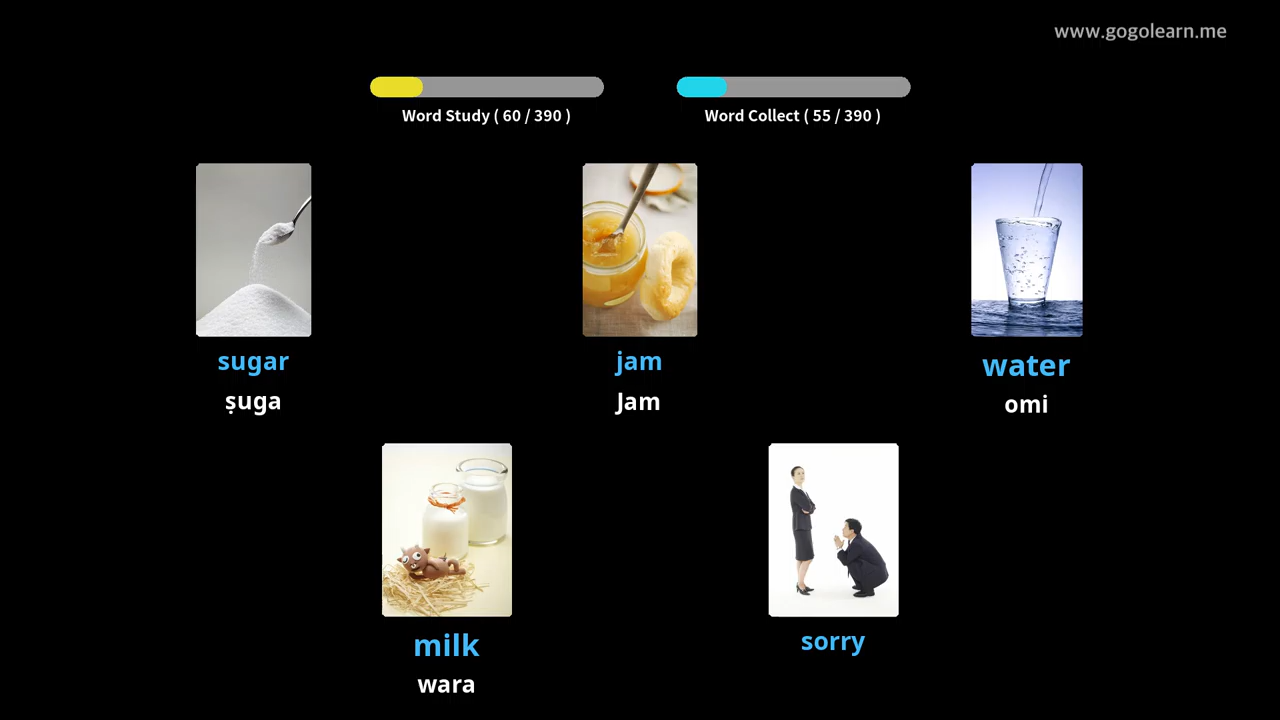 www.gogolearn.me
Word Study ( 60 / 390 )
Word Collect ( 55 / 390 )
sugar
ṣuga
jam
Jam
water
omi
milk
wara
sorry